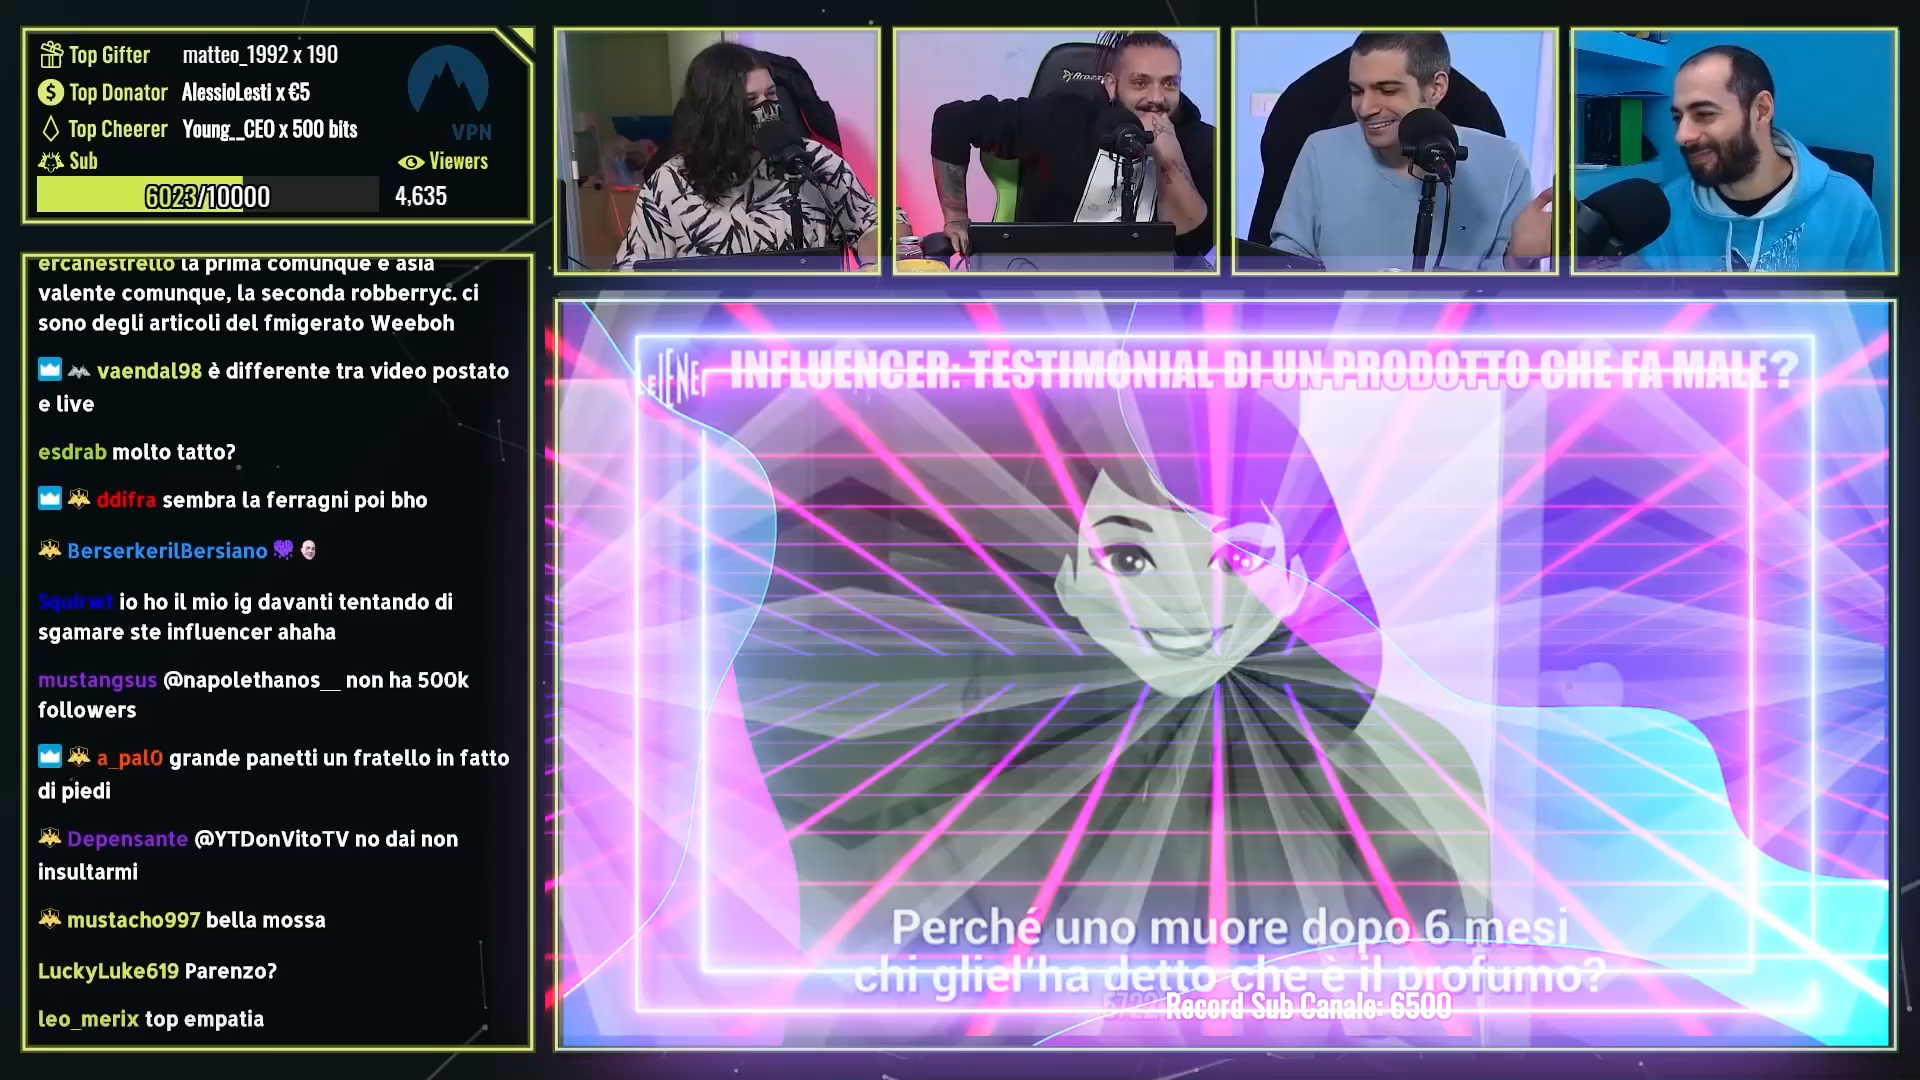 Top Gifter matteo_1992 x 190
Top Donator AlessioLesti x €5
Top Cheerer Young__CEO x 500 bits
VPN
Sub
Viewers
6023/10000
4,635
ercanestrello la prima comunque è asia
valente comunque, la seconda robberryc. ci
sono degli articoli del fmigerato Weeboh
vaendal98 è differente tra video postato
e live
esdrab molto tatto?
ddifra sembra la ferragni poi bho
BerserkerilBersiano
Squirwt io ho il mio ig davanti tentando di
sgamare ste influencer ahaha
mustangsus @napolethanos__ non ha 500k
followers
a_pal0 grande panetti un fratello in fatto
di piedi
Depensante @YTDonVitoTV no dai non
insultarmi
mustacho997 bella mossa
LuckyLuke619 Parenzo?
leo_merix top empatia
Le IENE
INFLUENCER: TESTIMONIAL DI UN PRODOTTO CHE FA MALE?
Perché uno muore dopo 6 mesi
chi gliel'ha detto che è il profumo?
Record Sub Canale: 6500